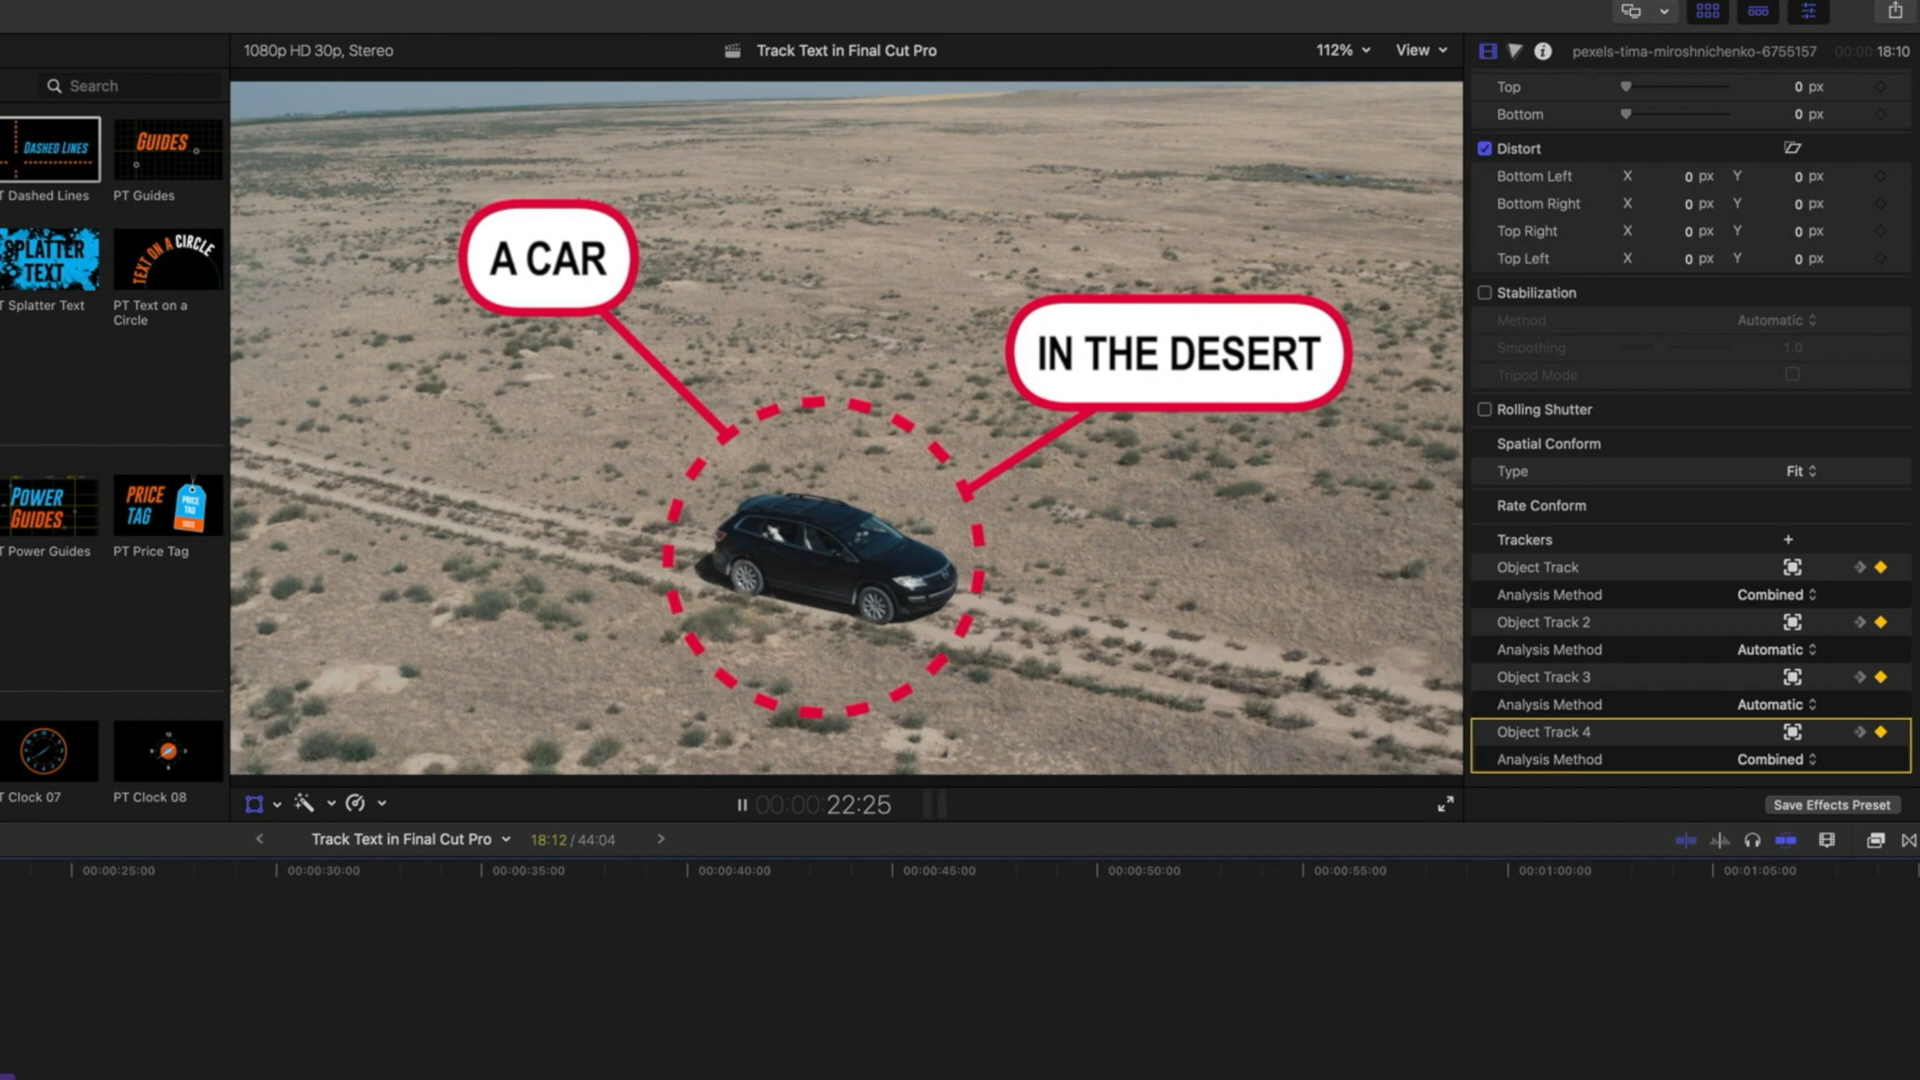 1080p HD 30p, Stereo
Track Text in Final Cut Pro
112%
View
pexels-tima-miroshnichenko-6755157
00:00:18:10
Search
DASHED LINES
GUIDES
T Dashed Lines
PT Guides
SPLATTER
TEXT
TEXT ON A CIRCLE
T Splatter Text
PT Text on a
Circle
POWER
GUIDES
PRICE
TAG
PRICE
TAG
T Power Guides
PT Price Tag
T Clock 07
PT Clock 08
A CAR
IN THE DESERT
Top 0 px
Bottom 0 px
Distort
Bottom Left X 0 px Y 0 px
Bottom Right X 0 px Y 0 px
Top Right X 0 px Y 0 px
Top Left X 0 px Y 0 px
Stabilization
Method Automatic
Smoothing 1.0
Tripod Mode
Rolling Shutter
Spatial Conform
Type Fit
Rate Conform
Trackers +
Object Track
Analysis Method Combined
Object Track 2
Analysis Method Automatic
Object Track 3
Analysis Method Automatic
Object Track 4
Analysis Method Combined
00:00:22:25
Save Effects Preset
Track Text in Final Cut Pro
18:12 / 44:04
00:00:25:00
00:00:30:00
00:00:35:00
00:00:40:00
00:00:45:00
00:00:50:00
00:00:55:00
00:01:00:00
00:01:05:00